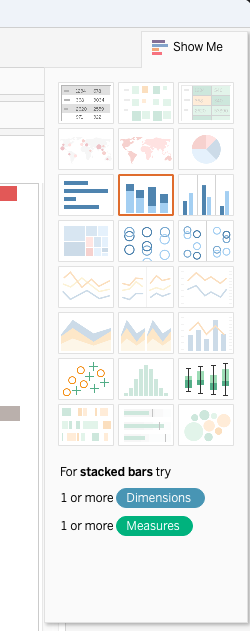 Show Me
For stacked bars try
1 or more Dimensions
1 or more Measures